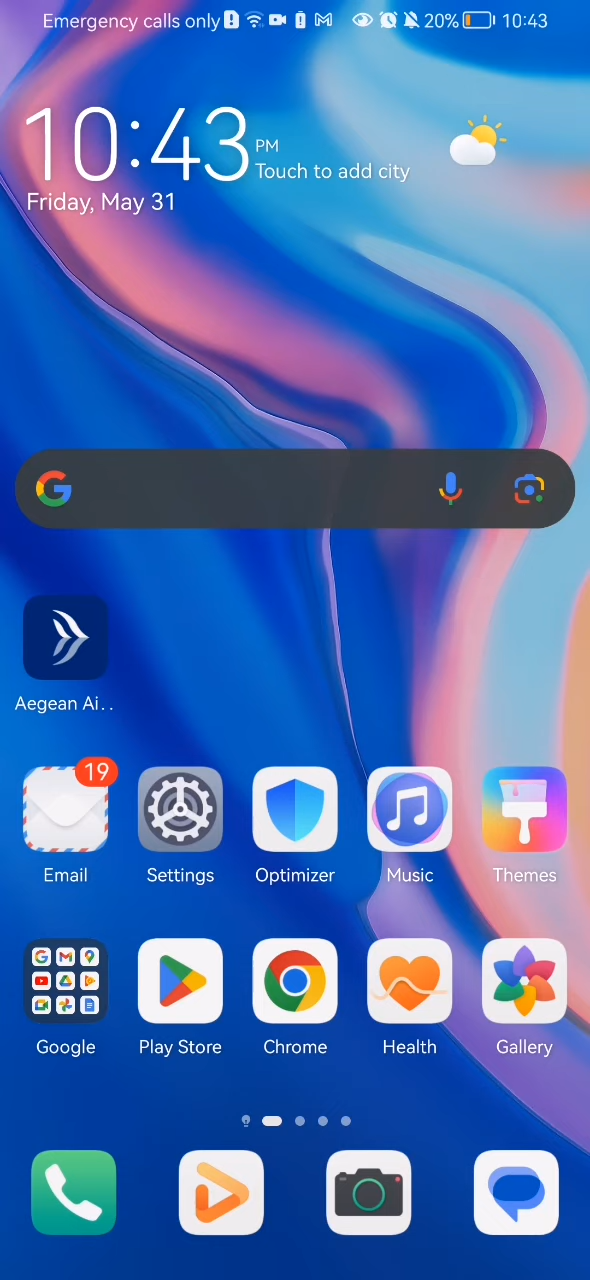 Emergency calls only 20% 10:43
10:43 PM
Touch to add city
Friday, May 31
Aegean Ai..
19
Email Settings Optimizer Music Themes
Google Play Store Chrome Health Gallery